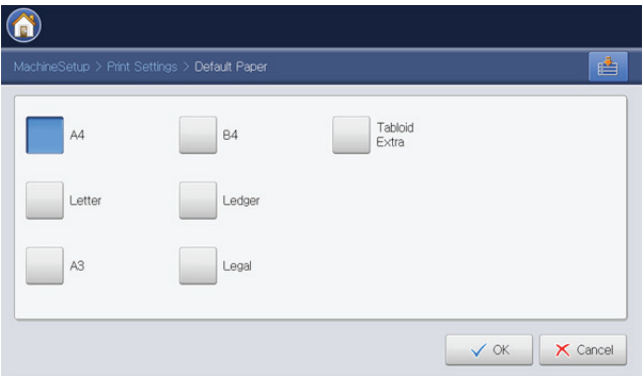 MachineSetup > Print Settings > Default Paper
A4
B4
Tabloid
Extra
Letter
Ledger
A3
Legal
OK
Cancel